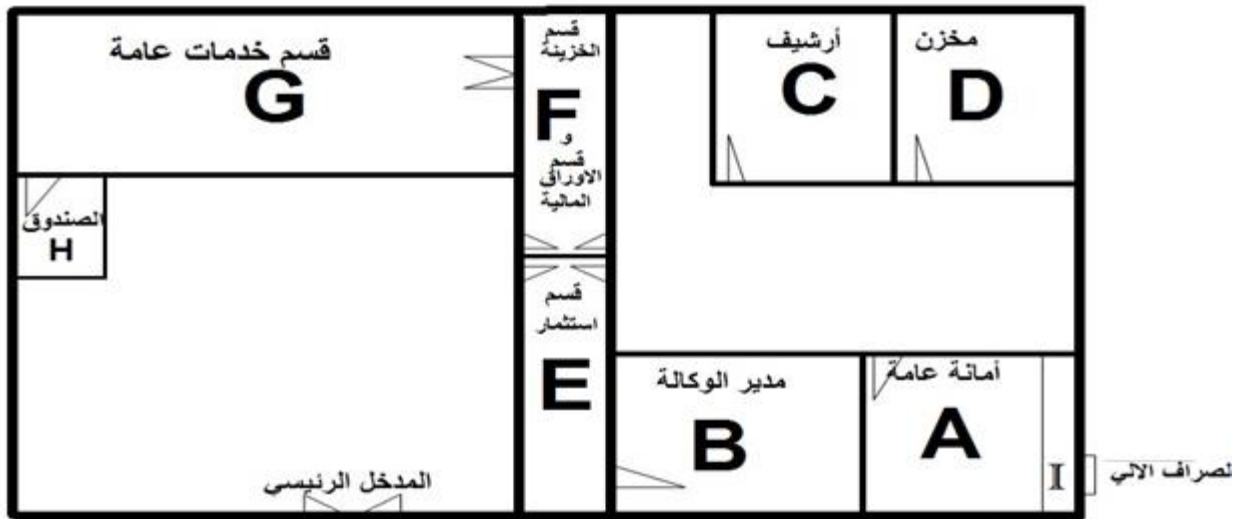 قسم خدمات عامة
G
قسم
الخزينة
F
و
قسم
الاوراق
المالية
أرشيف
C
مخزن
D
الصندوق
H
قسم
استثمار
E
مدير الوكالة
B
أمانة عامة
A
I
لصراف الالي
المدخل الرئيسي